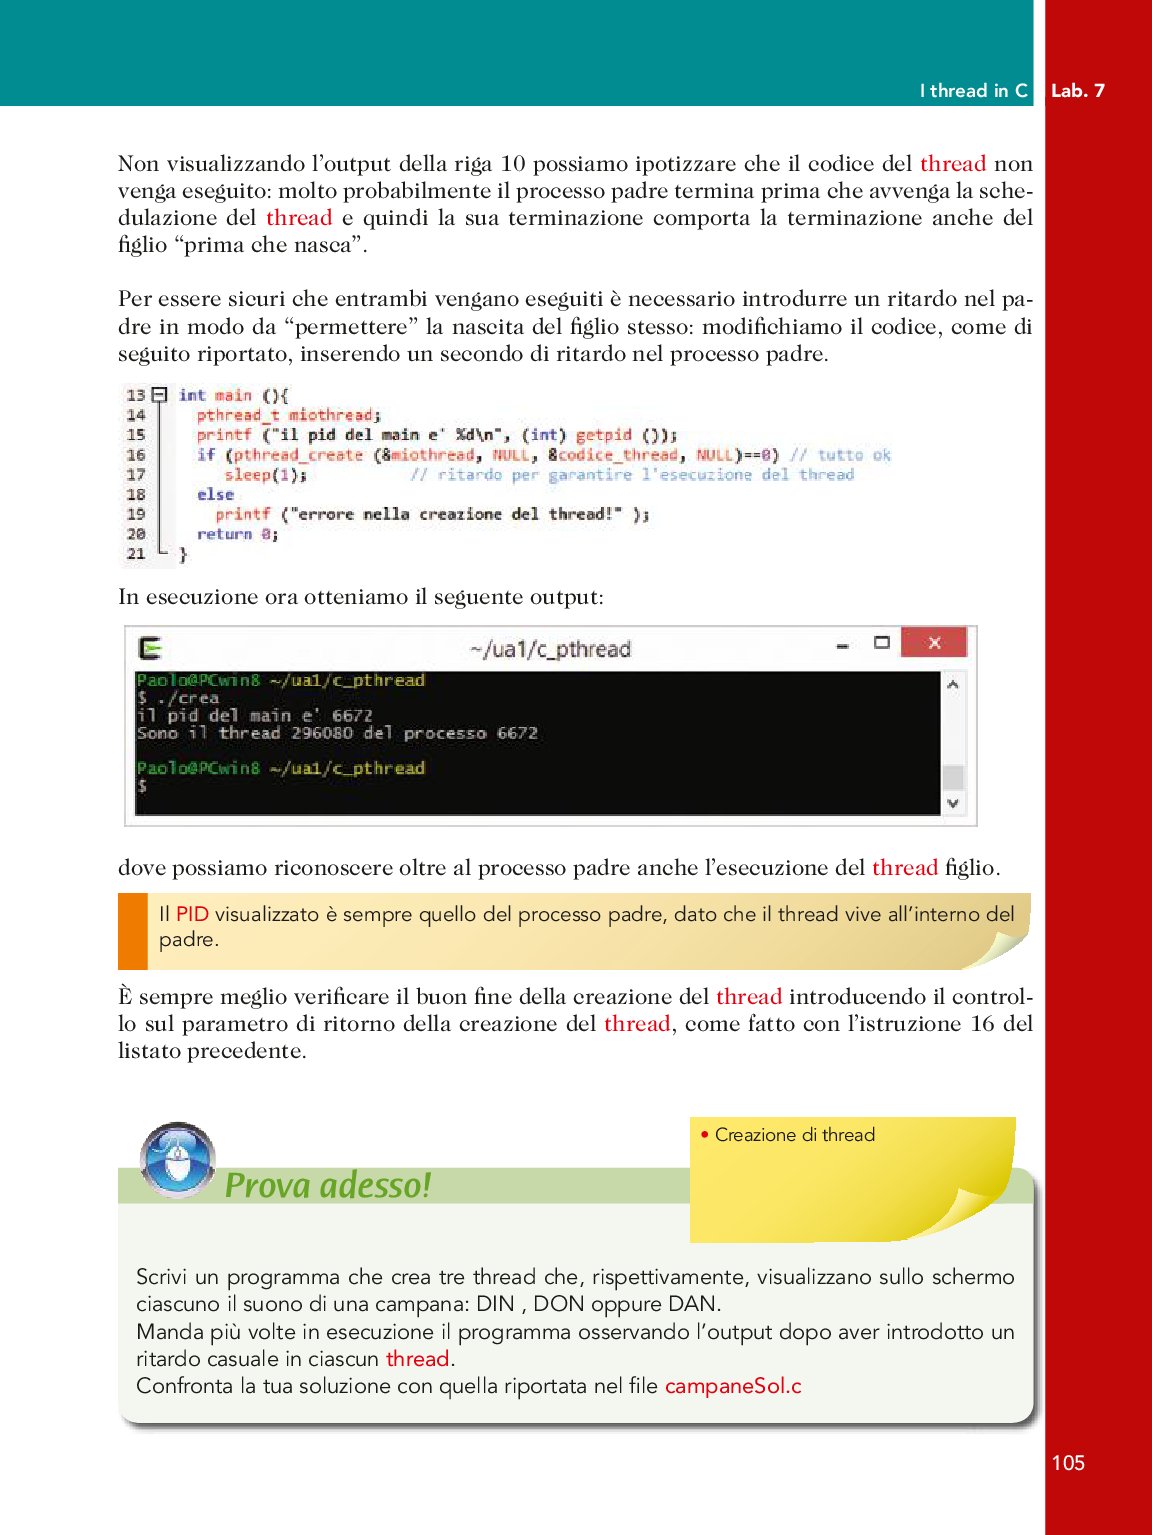 I thread in C Lab. 7
Non visualizzando l’output della riga 10 possiamo ipotizzare che il codice del thread non
venga eseguito: molto probabilmente il processo padre termina prima che avvenga la sche-
dulazione del thread e quindi la sua terminazione comporta la terminazione anche del
figlio “prima che nasca”.
Per essere sicuri che entrambi vengano eseguiti è necessario introdurre un ritardo nel pa-
dre in modo da “permettere” la nascita del figlio stesso: modifichiamo il codice, come di
seguito riportato, inserendo un secondo di ritardo nel processo padre.
13 int main (){
14 pthread_t miothread;
15 printf ("il pid del main e' %d\n", (int) getpid ());
16 if (pthread_create (&miothread, NULL, &codice_thread, NULL)==0) // tutto ok
17 sleep(1); // ritardo per garantire l'esecuzione del thread
18 else
19 printf ("errore nella creazione del thread!" );
20 return 0;
21 }
In esecuzione ora otteniamo il seguente output:
~/ua1/c_pthread
Paolo@PCwin8 ~/ua1/c_pthread
$ ./crea
il pid del main e' 6672
Sono il thread 296080 del processo 6672
Paolo@PCwin8 ~/ua1/c_pthread
$
dove possiamo riconoscere oltre al processo padre anche l’esecuzione del thread figlio.
Il PID visualizzato è sempre quello del processo padre, dato che il thread vive all’interno del
padre.
È sempre meglio verificare il buon fine della creazione del thread introducendo il control-
lo sul parametro di ritorno della creazione del thread, come fatto con l’istruzione 16 del
listato precedente.
• Creazione di thread
Prova adesso!
Scrivi un programma che crea tre thread che, rispettivamente, visualizzano sullo schermo
ciascuno il suono di una campana: DIN , DON oppure DAN.
Manda più volte in esecuzione il programma osservando l’output dopo aver introdotto un
ritardo casuale in ciascun thread.
Confronta la tua soluzione con quella riportata nel file campaneSol.c
105